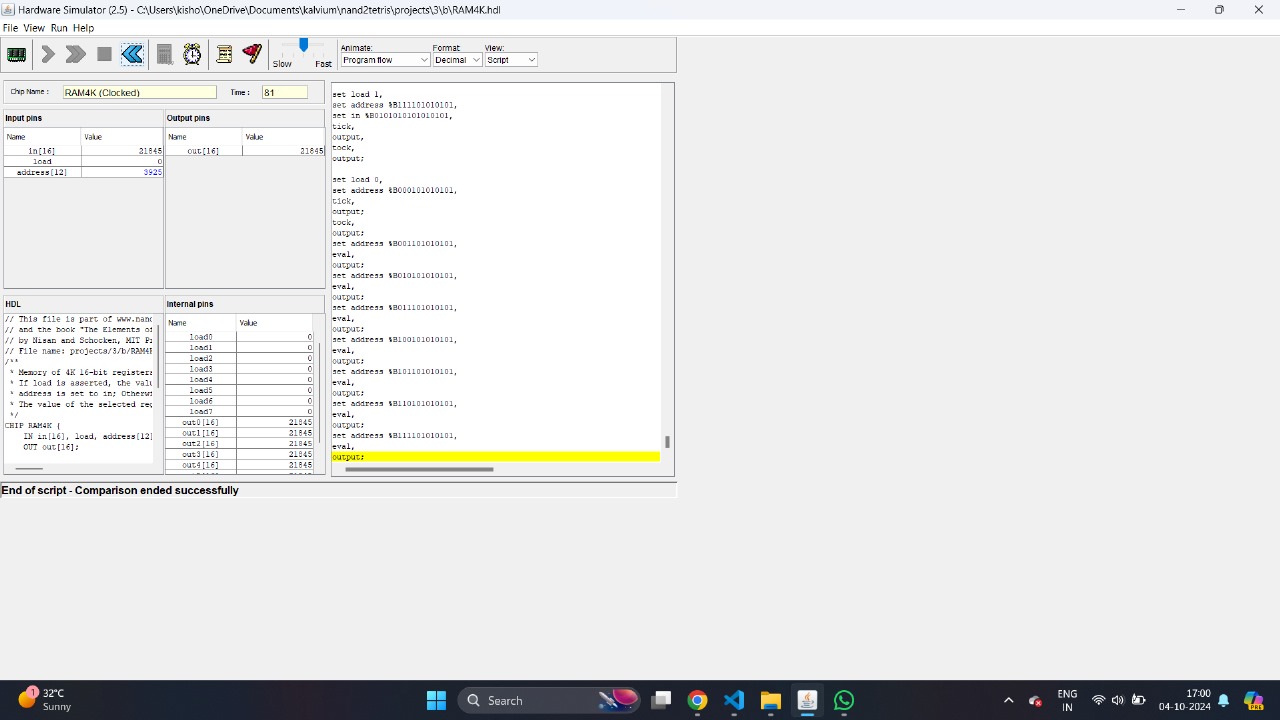 Hardware Simulator (2.5) - C:\Users\kisho\OneDrive\Documents\kalvium\nand2tetris\projects\3\b\RAM4K.hdl
File View Run Help
Slow Fast
Animate:
Program flow
Format:
Decimal
View:
Script
Chip Name : RAM4K (Clocked) Time : 81
Input pins
Name Value
in[16] 21845
load 0
address[12] 3925
Output pins
Name Value
out[16] 21845
HDL
// This file is part of www.nand
// and the book "The Elements of
// by Nisan and Schocken, MIT Pr
// File name: projects/3/b/RAM4K
/**
* Memory of 4K 16-bit registers
* If load is asserted, the valu
* address is set to in; Otherwi
* The value of the selected reg
*/
CHIP RAM4K {
IN in[16], load, address[12]
OUT out[16];
Internal pins
Name Value
load0 0
load1 0
load2 0
load3 0
load4 0
load5 0
load6 0
load7 0
out0[16] 21845
out1[16] 21845
out2[16] 21845
out3[16] 21845
out4[16] 21845
set load 1,
set address %B111101010101,
set in %B0101010101010101,
tick,
output,
tock,
output;
set load 0,
set address %B000101010101,
tick,
output;
tock,
output;
set address %B001101010101,
eval,
output;
set address %B010101010101,
eval,
output;
set address %B011101010101,
eval,
output;
set address %B100101010101,
eval,
output;
set address %B101101010101,
eval,
output;
set address %B110101010101,
eval,
output;
set address %B111101010101,
eval,
output;
End of script - Comparison ended successfully
1
32°C
Sunny
Search
ENG
IN
17:00
04-10-2024
PRE